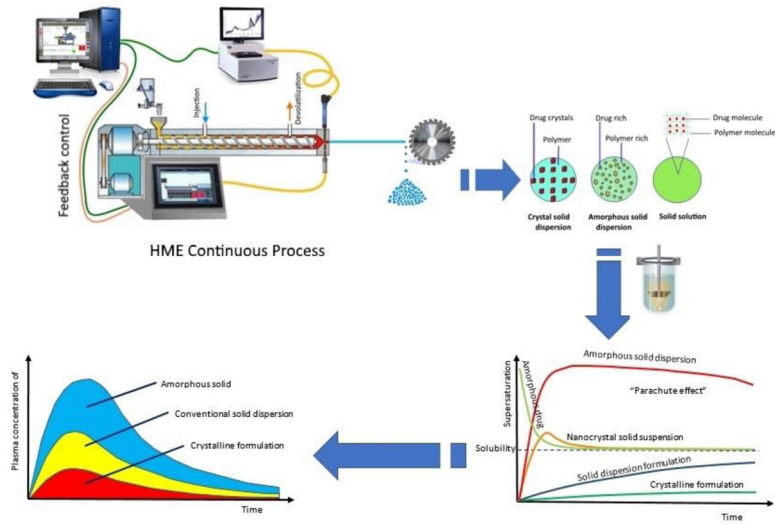 Feedback control
Injection
Devolatilization
HME Continuous Process
Drug crystals
Polymer
Drug rich
Polymer rich
Drug molecule
Polymer molecule
Crystal solid
dispersion
Amorphous solid
dispersion
Solid solution
Plasma concentration of
Amorphous solid
Conventional solid dispersion
Crystalline formulation
Time
Supersaturation
Amorphous solid dispersion
"Parachute effect"
Amorphous drug
Nanocrystal solid suspension
Solubility
Solid dispersion formulation
Crystalline formulation
Time